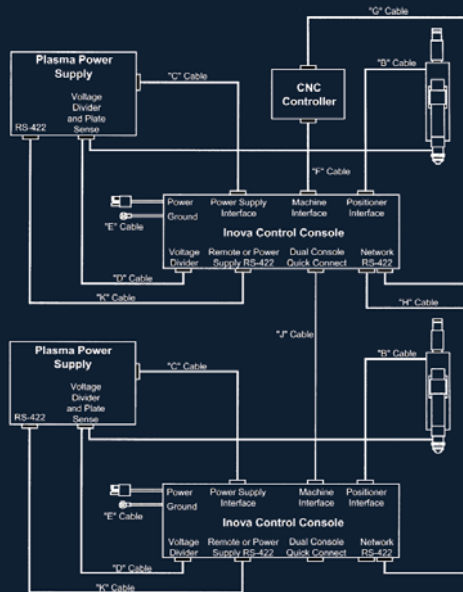 "G" Cable
Plasma Power
Supply
"C" Cable
"B" Cable
CNC
Controller
Voltage
Divider
and Plate
Sense
RS-422
"F" Cable
Power
Ground
"E" Cable
Power Supply
Interface
Machine
Interface
Positioner
Interface
Inova Control Console
Voltage
Divider
Remote or Power
Supply RS-422
Dual Console
Quick Connect
Network
RS-422
"D" Cable
"K" Cable
"H" Cable
"J" Cable
Plasma Power
Supply
"C" Cable
"B" Cable
Voltage
Divider
and Plate
Sense
RS-422
Power
Ground
"E" Cable
Power Supply
Interface
Machine
Interface
Positioner
Interface
Inova Control Console
Voltage
Divider
Remote or Power
Supply RS-422
Dual Console
Quick Connect
Network
RS-422
"D" Cable
"K" Cable